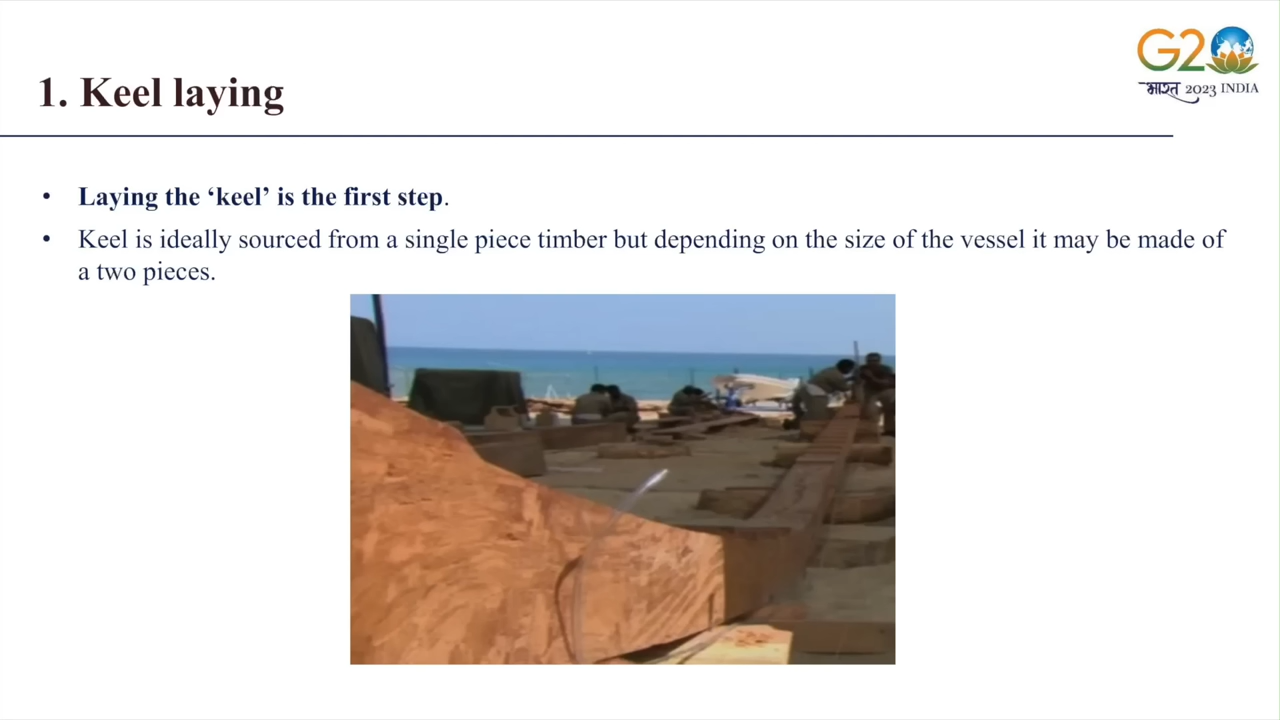 G20
भारत 2023 INDIA
1. Keel laying
• Laying the ‘keel’ is the first step.
• Keel is ideally sourced from a single piece timber but depending on the size of the vessel it may be made of
a two pieces.